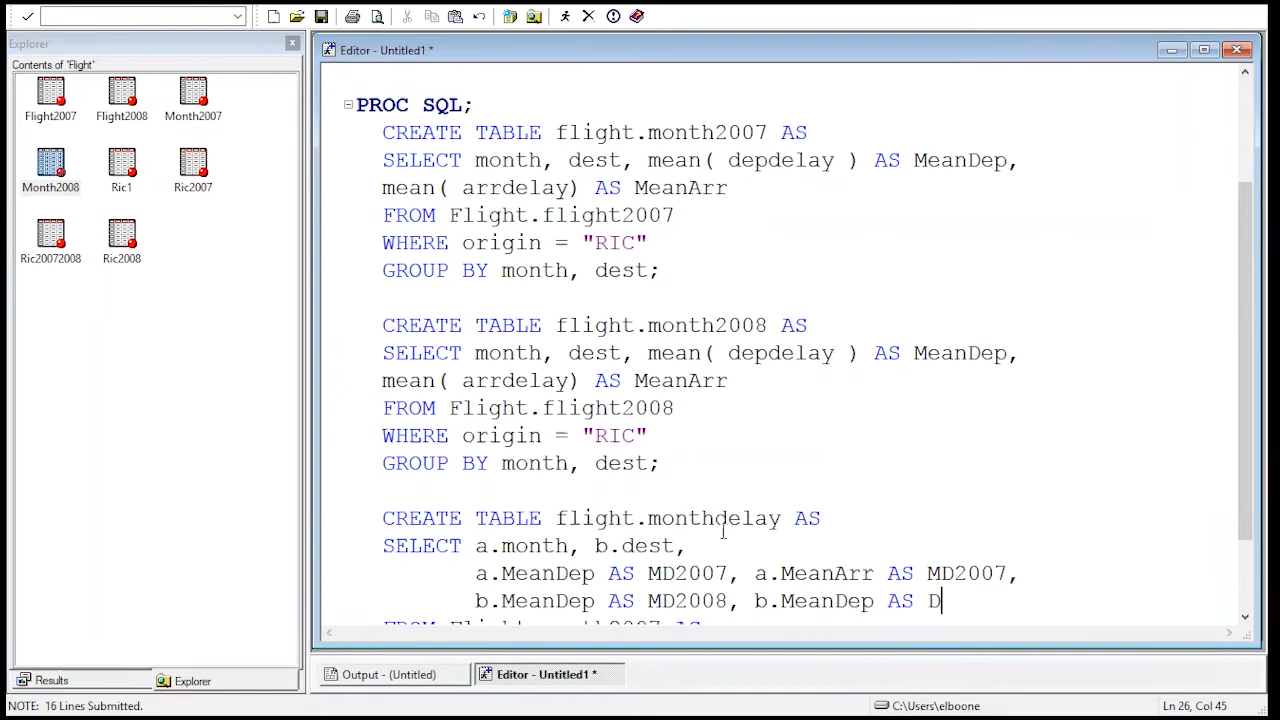 Explorer
Contents of "Flight"
Flight2007 Flight2008 Month2007
Month2008 Ric1 Ric2007
Ric20072008 Ric2008
Results Explorer
Editor - Untitled1 *
PROC SQL;
CREATE TABLE flight.month2007 AS
SELECT month, dest, mean( depdelay ) AS MeanDep,
mean( arrdelay) AS MeanArr
FROM Flight.flight2007
WHERE origin = "RIC"
GROUP BY month, dest;
CREATE TABLE flight.month2008 AS
SELECT month, dest, mean( depdelay ) AS MeanDep,
mean( arrdelay) AS MeanArr
FROM Flight.flight2008
WHERE origin = "RIC"
GROUP BY month, dest;
CREATE TABLE flight.monthdelay AS
SELECT a.month, b.dest,
a.MeanDep AS MD2007, a.MeanArr AS MD2007,
b.MeanDep AS MD2008, b.MeanDep AS D
Output - (Untitled) Editor - Untitled1 *
NOTE: 16 Lines Submitted. C:\Users\elboone Ln 26, Col 45